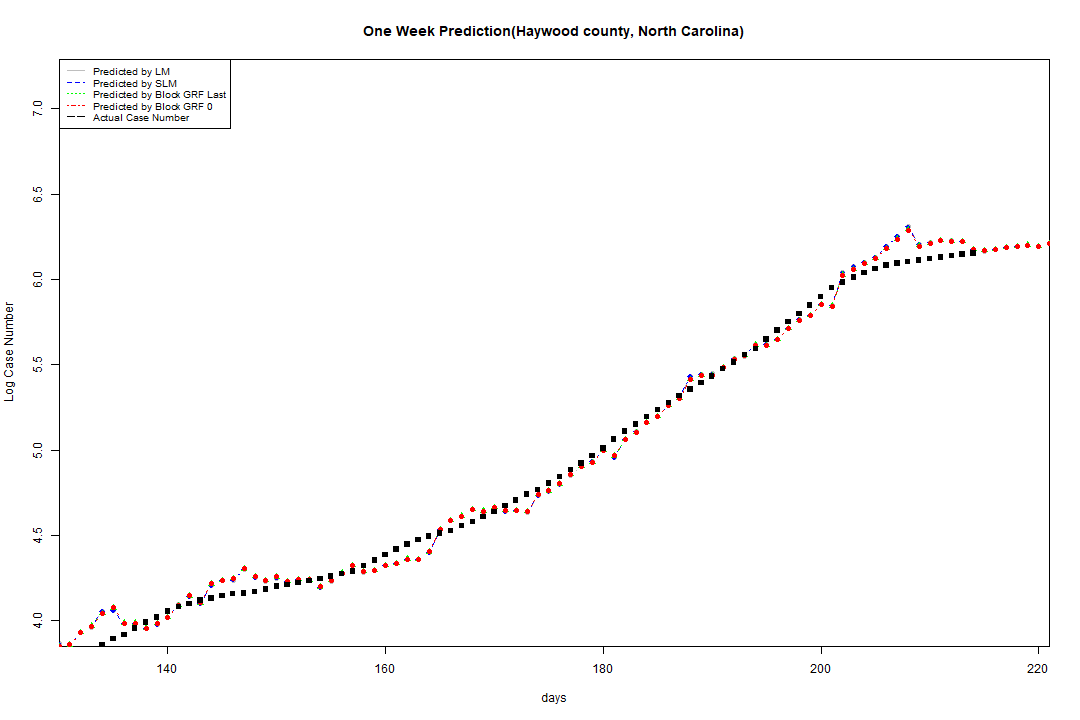 One Week Prediction(Haywood county, North Carolina)
Predicted by LM
Predicted by SLM
Predicted by Block GRF Last
Predicted by Block GRF 0
Actual Case Number
7.0
6.5
6.0
5.5
5.0
4.5
4.0
Log Case Number
140 160 180 200 220
days